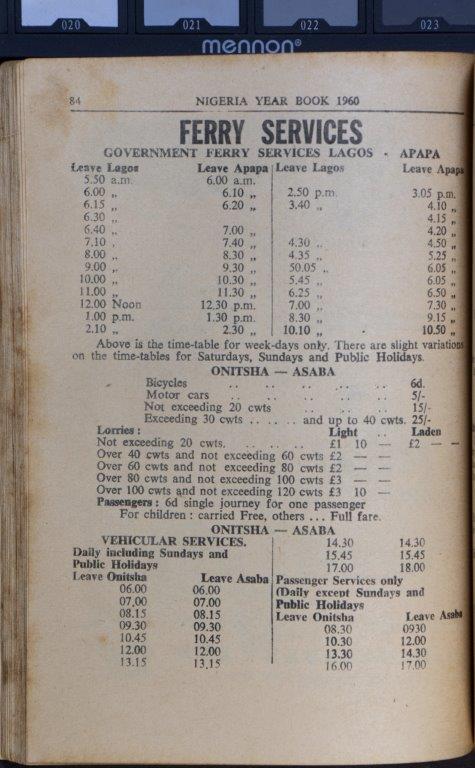 020 021 022 023
mennon®
84 NIGERIA YEAR BOOK 1960
FERRY SERVICES
GOVERNMENT FERRY SERVICES LAGOS - APAPA
Leave Lagos Leave Apapa Leave Lagos Leave Apapa
5.50 a.m. 6.00 a.m.
6.00 „ 6.10 „ 2.50 p.m. 3.05 p.m.
6.15 „ 6.20 „ 3.40 „ 4.10 „
6.30 „ 4.15 „
6.40 „ 7.00 „ 4.20 „
7.10 , 7.40 „ 4.30 „ 4.50 „
8.00 „ 8.30 „ 4.35 „ 5.25 „
9.00 „ 9.30 „ 50.05 „ 6.05 „
10.00 „ 10.30 „ 5.45 „ 6.05 „
11.00 „ 11.30 „ 6.25 „ 6.50 „
12.00 Noon 12.30 p.m. 7.00 „ 7.30 „
1.00 p.m. 1.30 p.m. 8.30 „ 9.15 „
2.10 „ 2.30 „ 10.10 „ 10.50 „
Above is the time-table for week-days only. There are slight variations
on the time-tables for Saturdays, Sundays and Public Holidays.
ONITSHA — ASABA
Bicycles .. .. .. .. .. 6d.
Motor cars .. .. .. .. .. 5/-
Not exceeding 20 cwts .. .. .. 15/-
Exceeding 30 cwts .. .. .. and up to 40 cwts. 25/-
Lorries : Light .. Laden
Not exceeding 20 cwts. .. .. .. £1 10 — £2 — —
Over 40 cwts and not exceeding 60 cwts £2 — —
Over 60 cwts and not exceeding 80 cwts £2 — —
Over 80 cwts and not exceeding 100 cwts £3 — —
Over 100 cwts and not exceeding 120 cwts £3 10 —
Passengers : 6d single journey for one passenger
For children : carried Free, others ... Full fare.
ONITSHA — ASABA
VEHICULAR SERVICES.
Daily including Sundays and
Public Holidays
Leave Onitsha Leave Asaba
06.00 06.00
07.00 07.00
08.15 08.15
09.30 09.30
10.45 10.45
12.00 12.00
13.15 13.15
14.30 14.30
15.45 15.45
17.00 18.00
Passenger Services only
(Daily except Sundays and
Public Holidays
Leave Onitsha Leave Asaba
08.30 0930
10.30 12.00
13.30 14.30
16.00 17.00